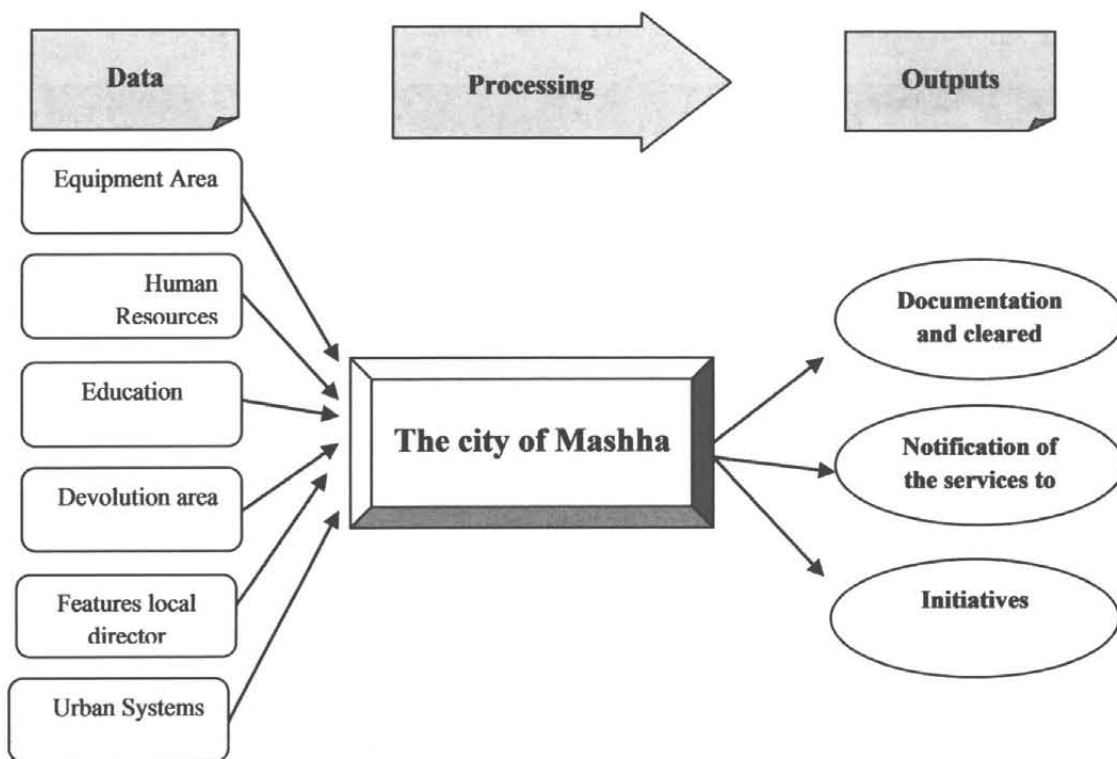 Data
Processing
Outputs
Equipment Area
Human
Resources
Education
Devolution area
Features local
director
Urban Systems
The city of Mashha
Documentation
and cleared
Notification of
the services to
Initiatives